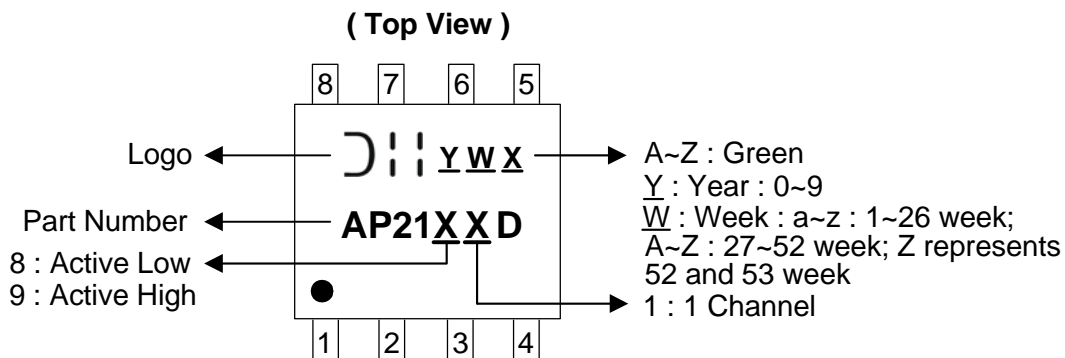 ( Top View )
8 7 6 5
Logo
Y W X
A~Z : Green
Y : Year : 0~9
W : Week : a~z : 1~26 week;
A~Z : 27~52 week; Z represents
52 and 53 week
Part Number
AP21X X D
8 : Active Low
9 : Active High
1 : 1 Channel
1 2 3 4